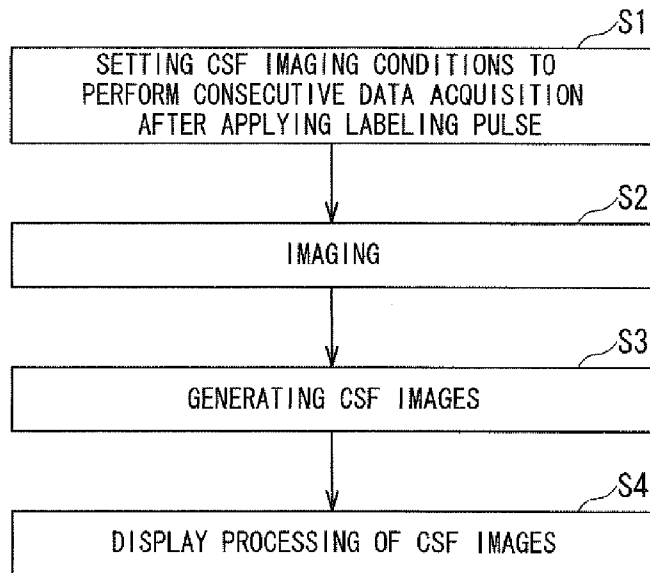 S1
SETTING CSF IMAGING CONDITIONS TO
PERFORM CONSECUTIVE DATA ACQUISITION
AFTER APPLYING LABELING PULSE
S2
IMAGING
S3
GENERATING CSF IMAGES
S4
DISPLAY PROCESSING OF CSF IMAGES